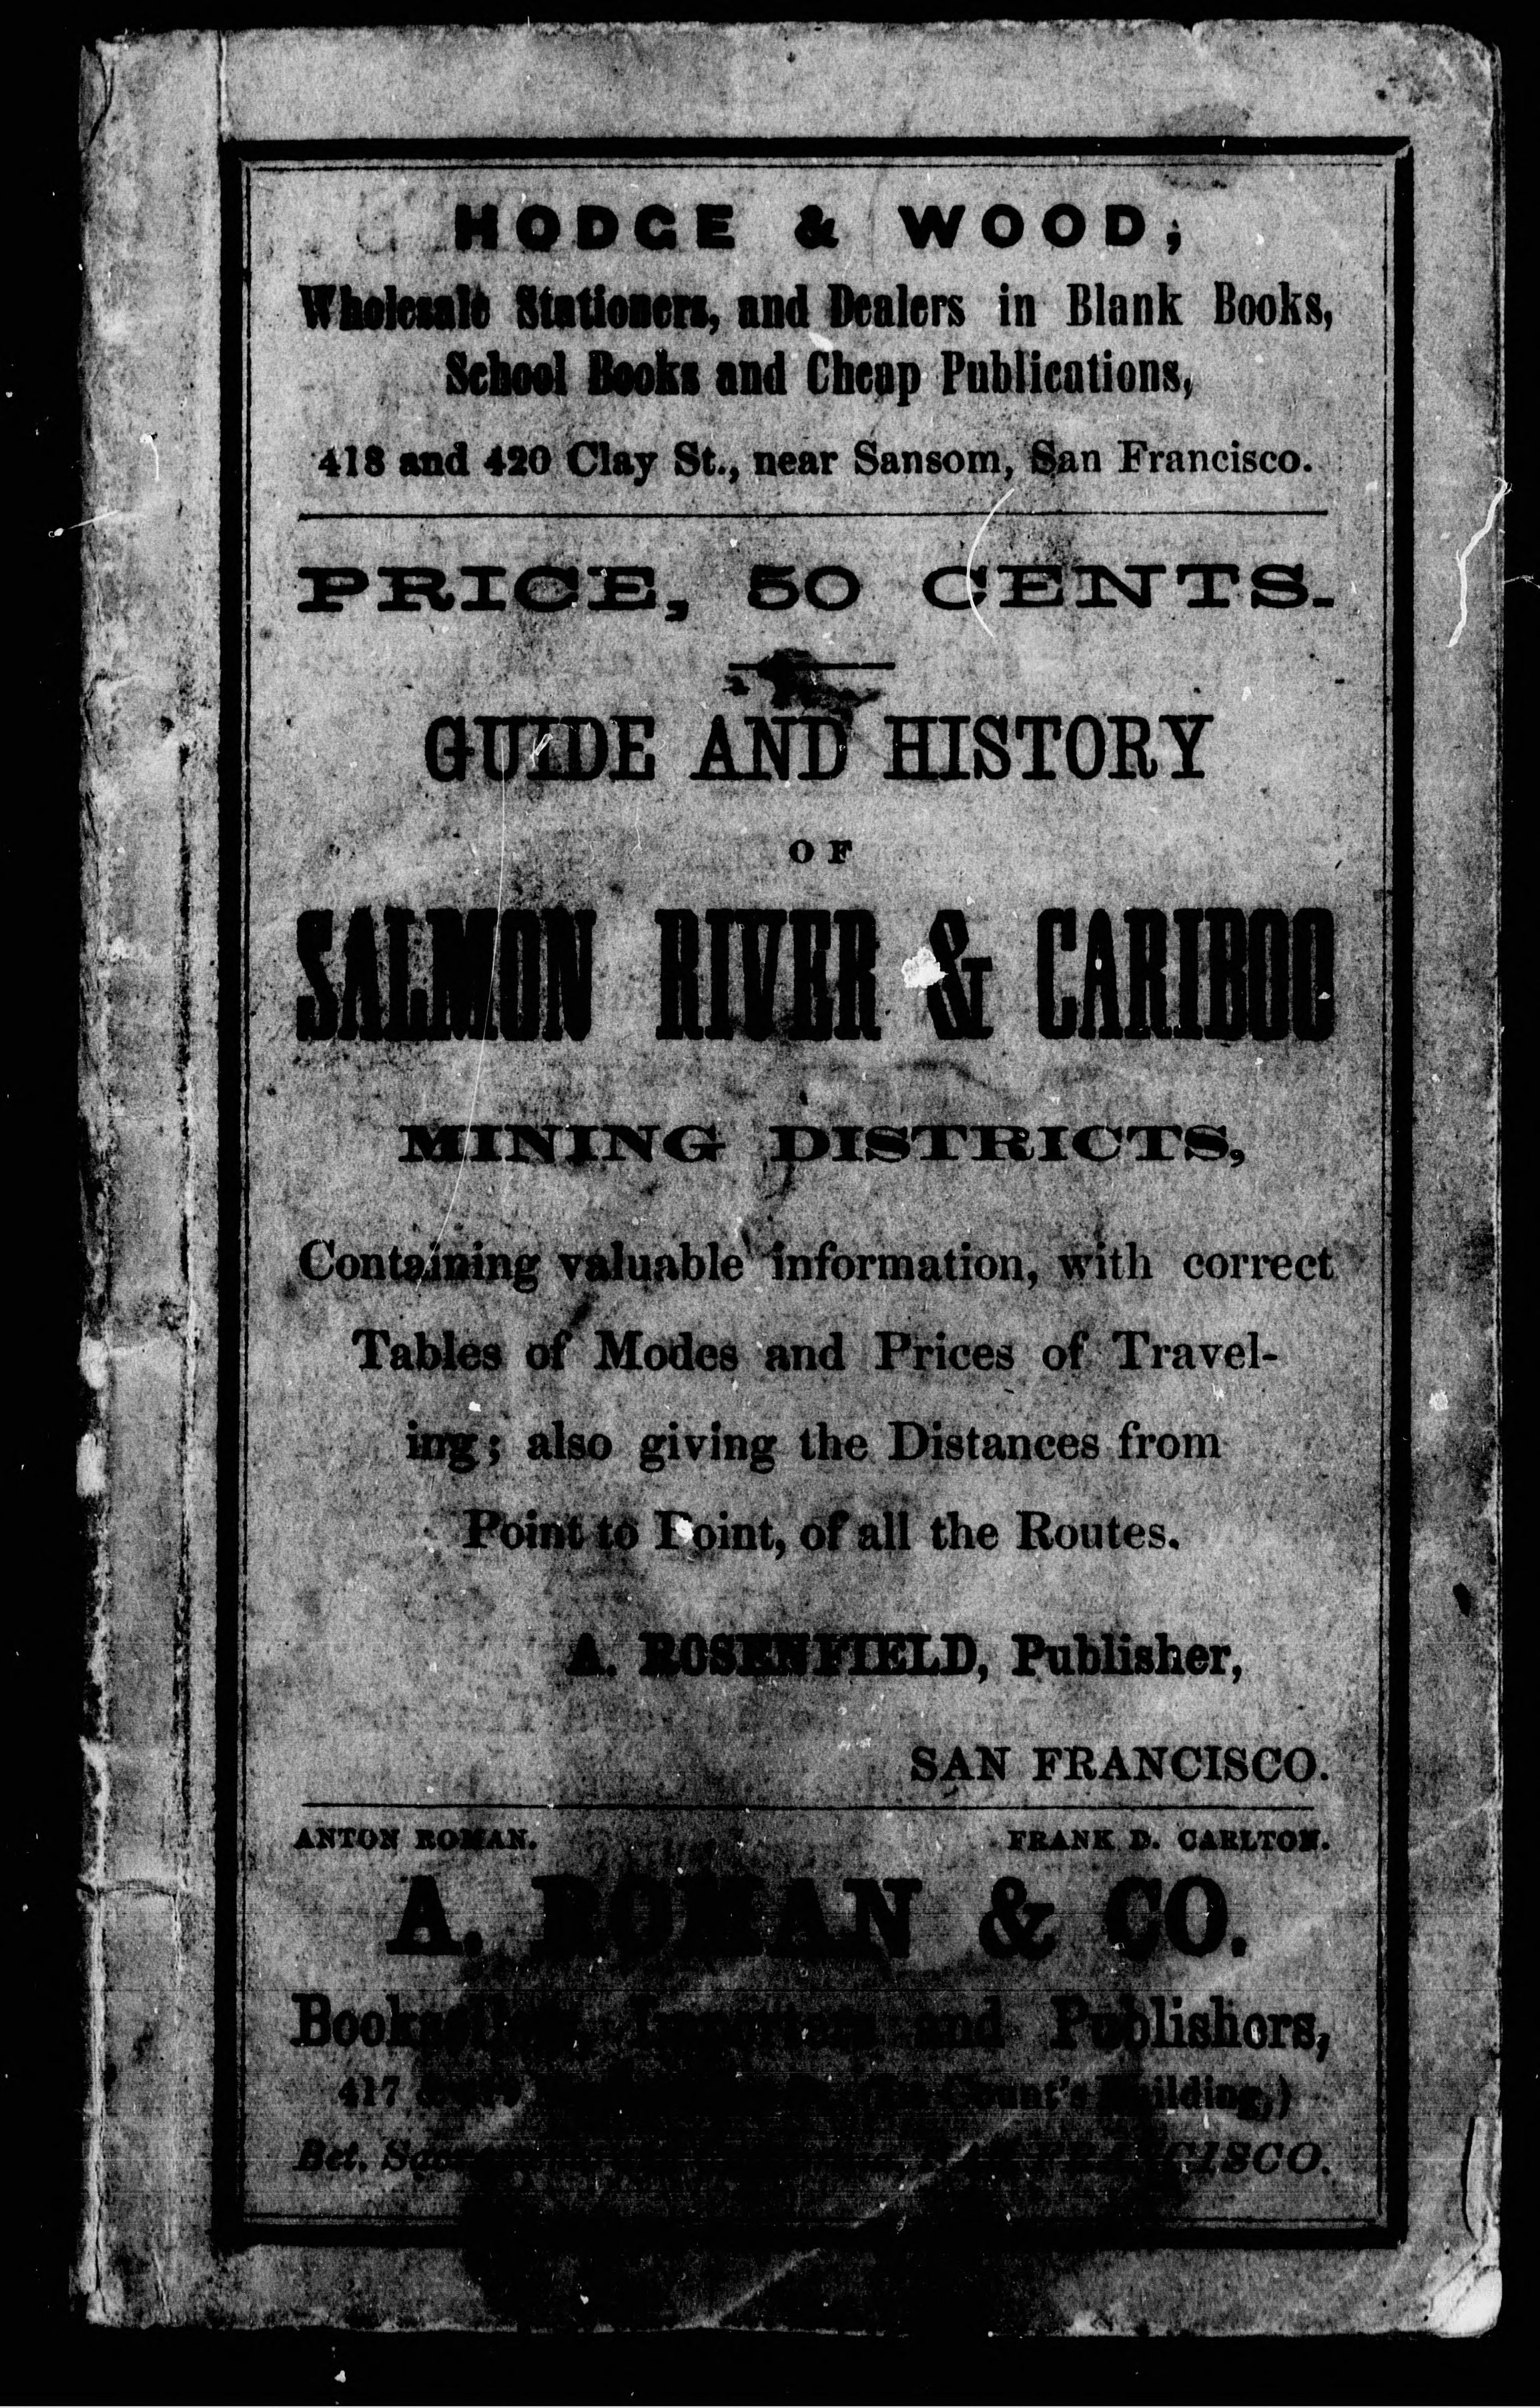 HODGE & WOOD,
Wholesale Stationers, and Dealers in Blank Books,
School Books and Cheap Publications,
418 and 420 Clay St., near Sansom, San Francisco.
PRICE, 50 CENTS.
GUIDE AND HISTORY
OF
SALMON RIVER & CARIBOO
MINING DISTRICTS,
Containing valuable information, with correct
Tables of Modes and Prices of Travel-
ing; also giving the Distances from
Point to Point, of all the Routes.
A. ROSENFIELD, Publisher,
SAN FRANCISCO.
ANTON ROMAN. FRANK D. CARLTON.
A. ROMAN & CO.
Booksellers, Importers and Publishers,
417 Count's Building,)
Bet. SAN FRANCISCO.